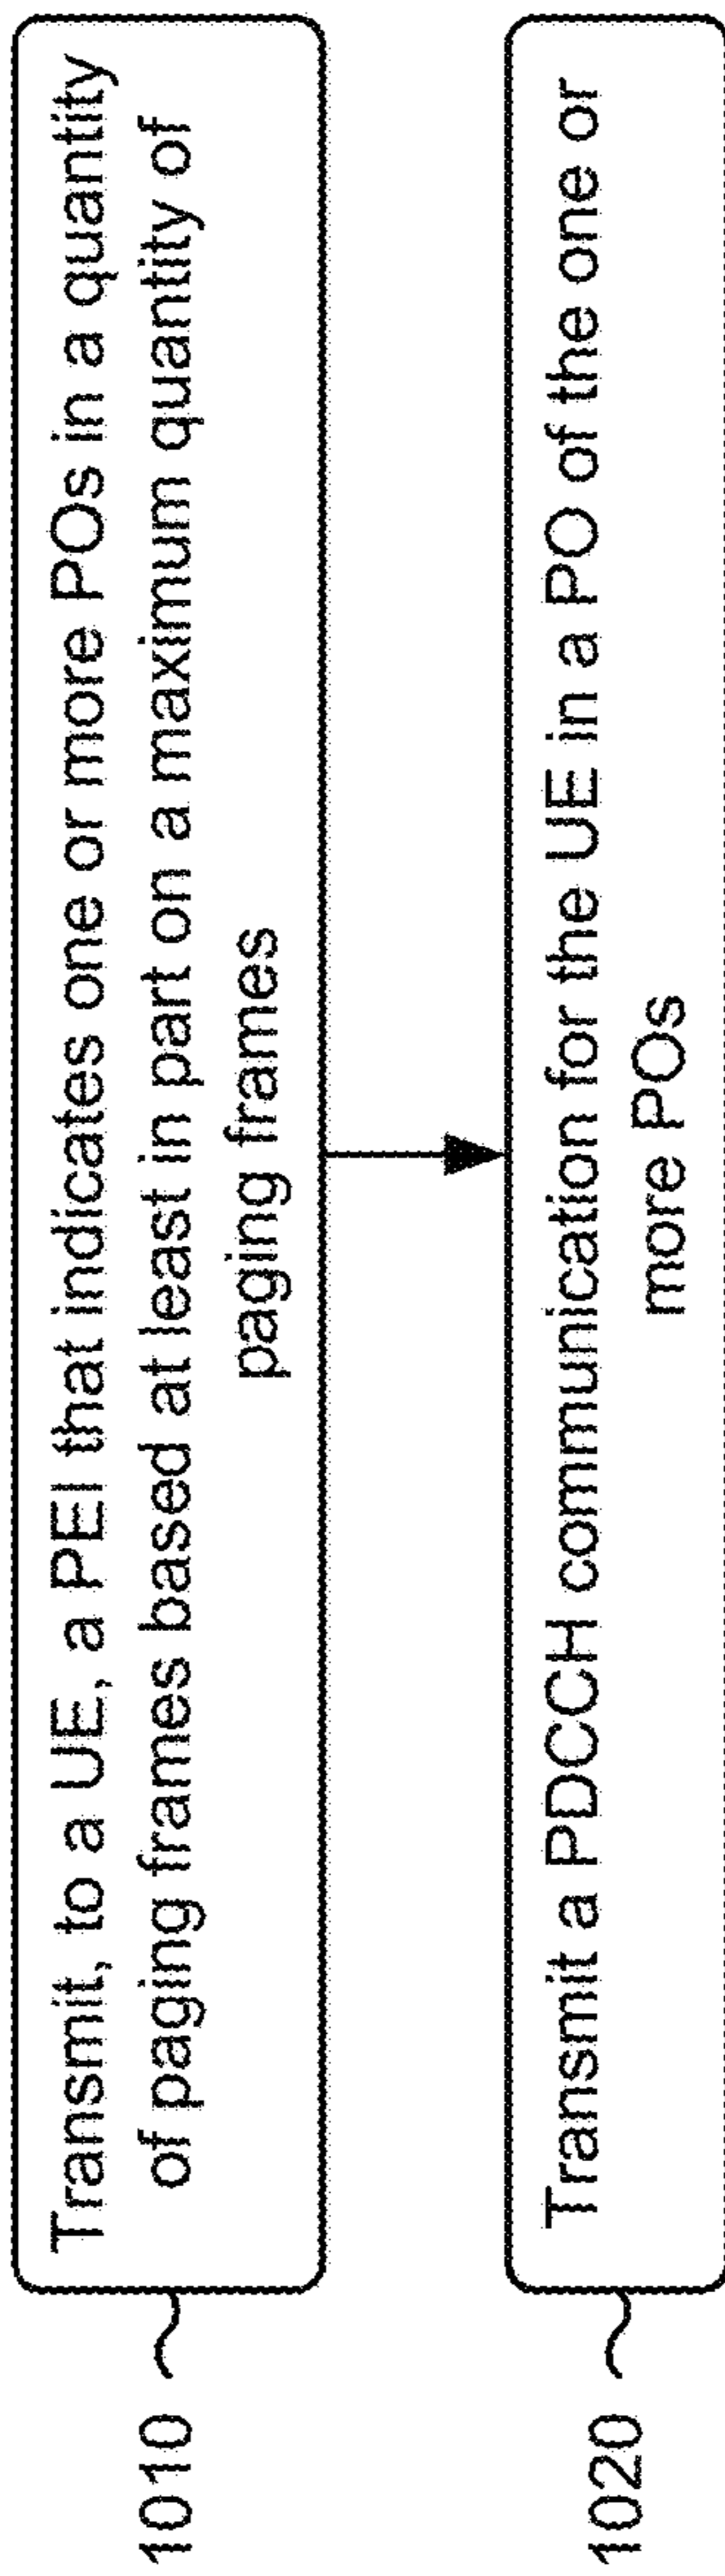 1010
Transmit, to a UE, a PEI that indicates one or more POs in a quantity
of paging frames based at least in part on a maximum quantity of
paging frames
1020
Transmit a PDCCH communication for the UE in a PO of the one or
more POs